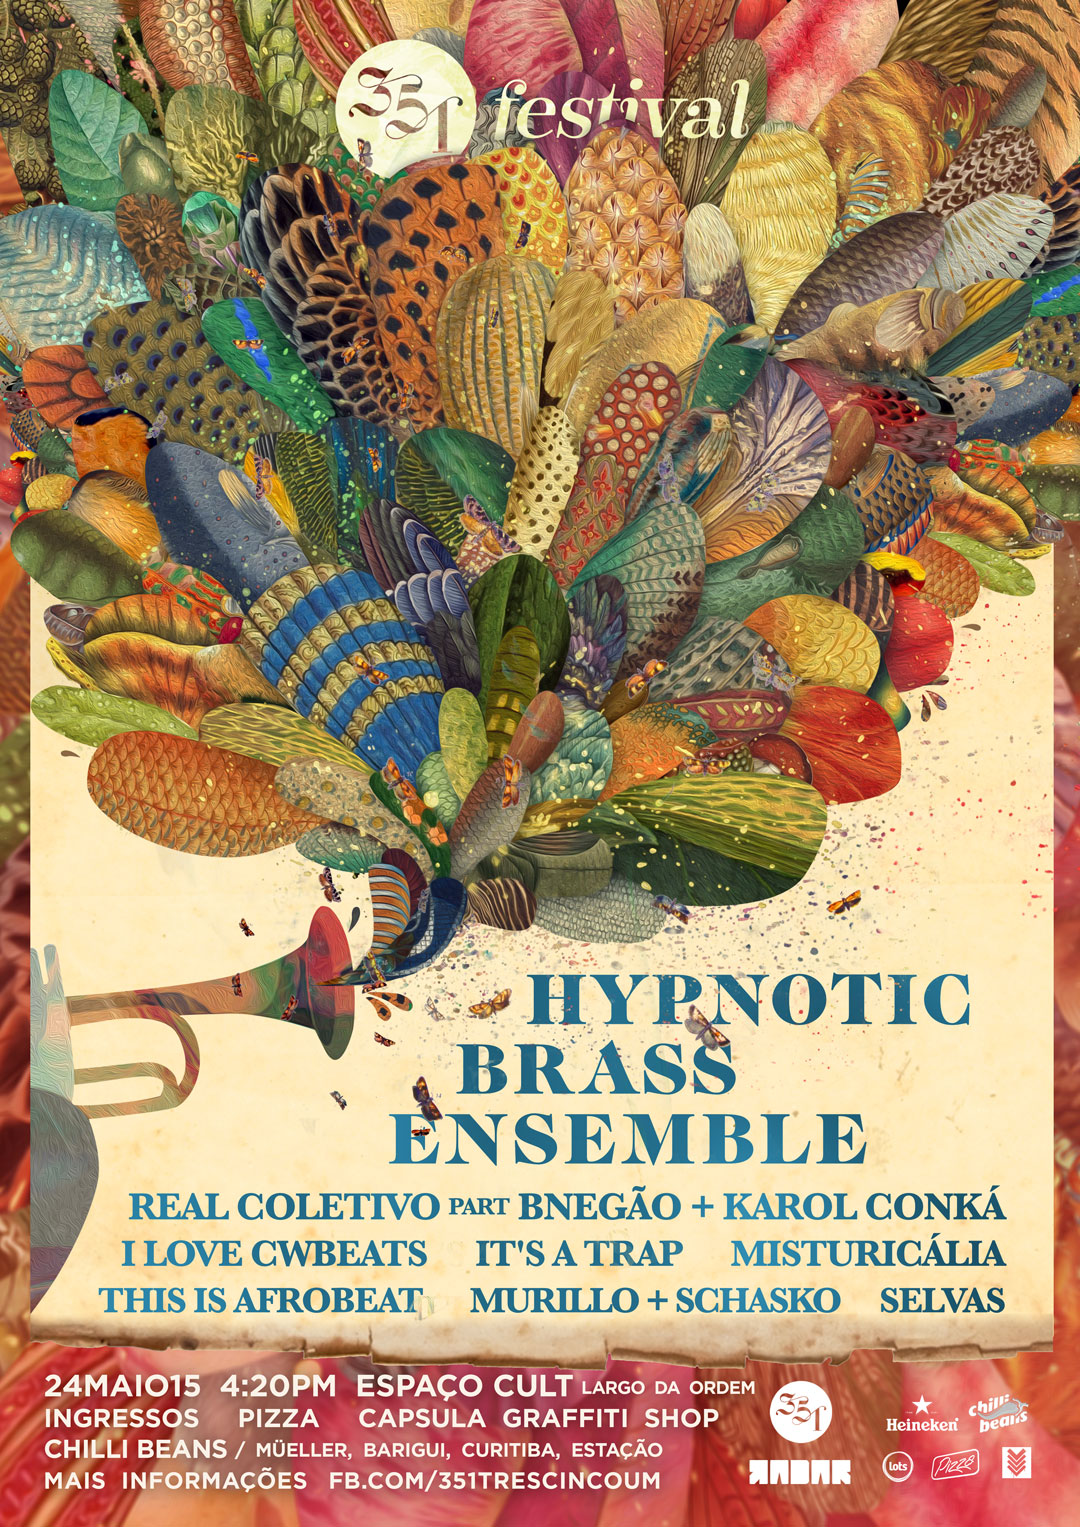 351 festival
HYPNOTIC
BRASS
ENSEMBLE
REAL COLETIVO PART BNEGÃO + KAROL CONKÁ
I LOVE CWBEATS IT'S A TRAP MISTURICÁLIA
THIS IS AFROBEAT MURILLO + SCHASKO SELVAS
24MAIO15 4:20PM ESPAÇO CULT LARGO DA ORDEM
INGRESSOS PIZZA CAPSULA GRAFFITI SHOP
CHILLI BEANS / MÜELLER, BARIGUI, CURITIBA, ESTAÇÃO
MAIS INFORMAÇÕES FB.COM/351TRESCINCOUM
351
Heineken
chilli
beans
RADAR
lots
PIZZA